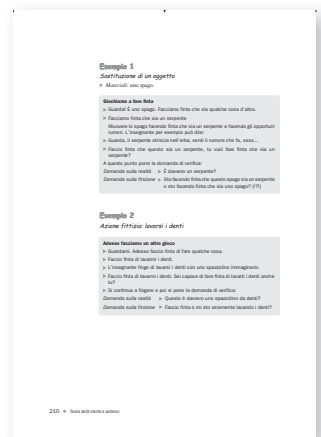 Esempio 1
Sostituzione di un oggetto
▹ Materiali: uno spago.
Giochiamo a fare finta
▹ Guarda! È uno spago. Facciamo finta che sia qualche cosa d'altro.
▹ Facciamo finta che sia un serpente
Muovere lo spago facendo finta che sia un serpente e facendo gli opportuni
rumori. L'insegnante per esempio può dire:
▹ Guarda, il serpente striscia nell'erba, senti il rumore che fa, ssss...
▹ Faccio finta che questo sia un serpente, tu vuoi fare finta che sia un
serpente?
A questo punto pone la domanda di verifica:
Domanda sulla realtà ▹ È davvero un serpente?
Domanda sulla finzione ▹ Sto facendo finta che questo spago sia un serpente
o sto facendo finta che sia uno spago? (??)
Esempio 2
Azione fittizia: lavarsi i denti
Adesso facciamo un altro gioco
▹ Guardami. Adesso faccio finta di fare qualche cosa.
▹ Faccio finta di lavarmi i denti.
▹ L'insegnante finge di lavarsi i denti con uno spazzolino immaginario.
▹ Faccio finta di lavarmi i denti. Sei capace di fare finta di lavarti i denti anche
tu?
▹ Si continua a fingere e poi si pone la domanda di verifica:
Domanda sulla realtà ▹ Questo è davvero uno spazzolino da denti?
Domanda sulla finzione ▹ Faccio finta o mi sto veramente lavando i denti?
210 ◆ Teoria della mente e autismo